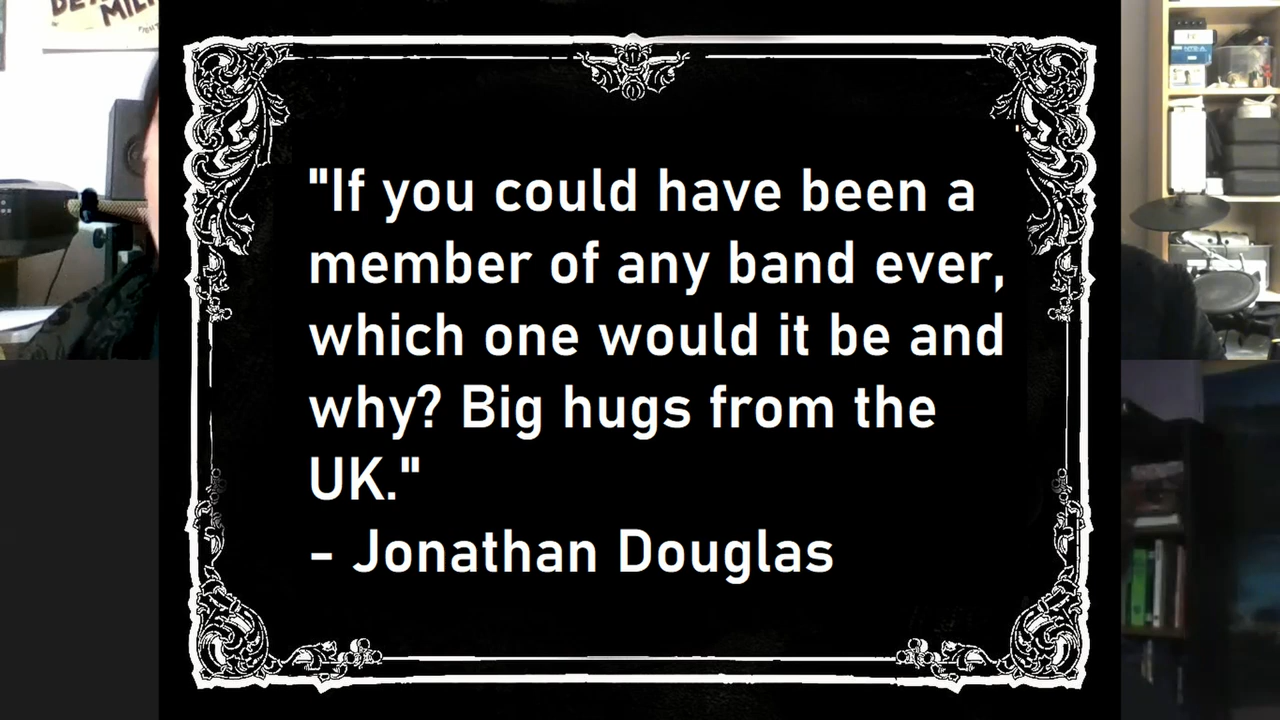 "If you could have been a
member of any band ever,
which one would it be and
why? Big hugs from the
UK."
- Jonathan Douglas